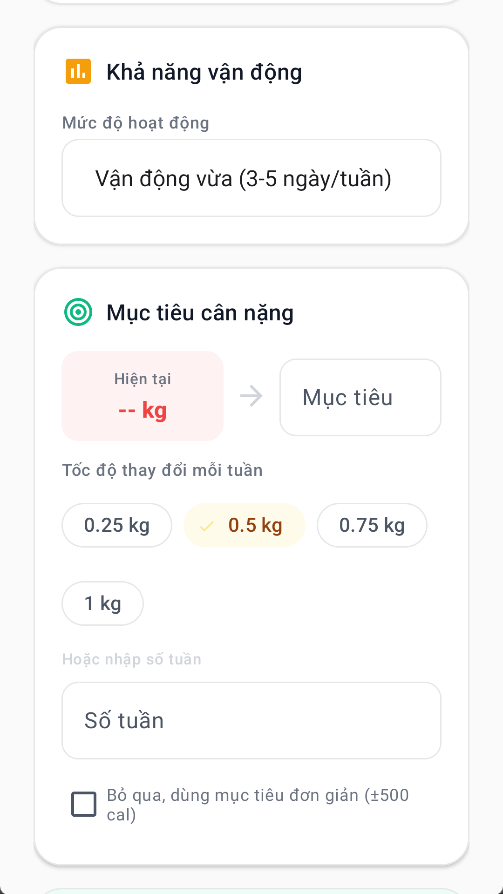 Khả năng vận động
Mức độ hoạt động
Vận động vừa (3-5 ngày/tuần)
Mục tiêu cân nặng
Hiện tại
-- kg
Mục tiêu
Tốc độ thay đổi mỗi tuần
0.25 kg
0.5 kg
0.75 kg
1 kg
Hoặc nhập số tuần
Số tuần
Bỏ qua, dùng mục tiêu đơn giản (±500
cal)